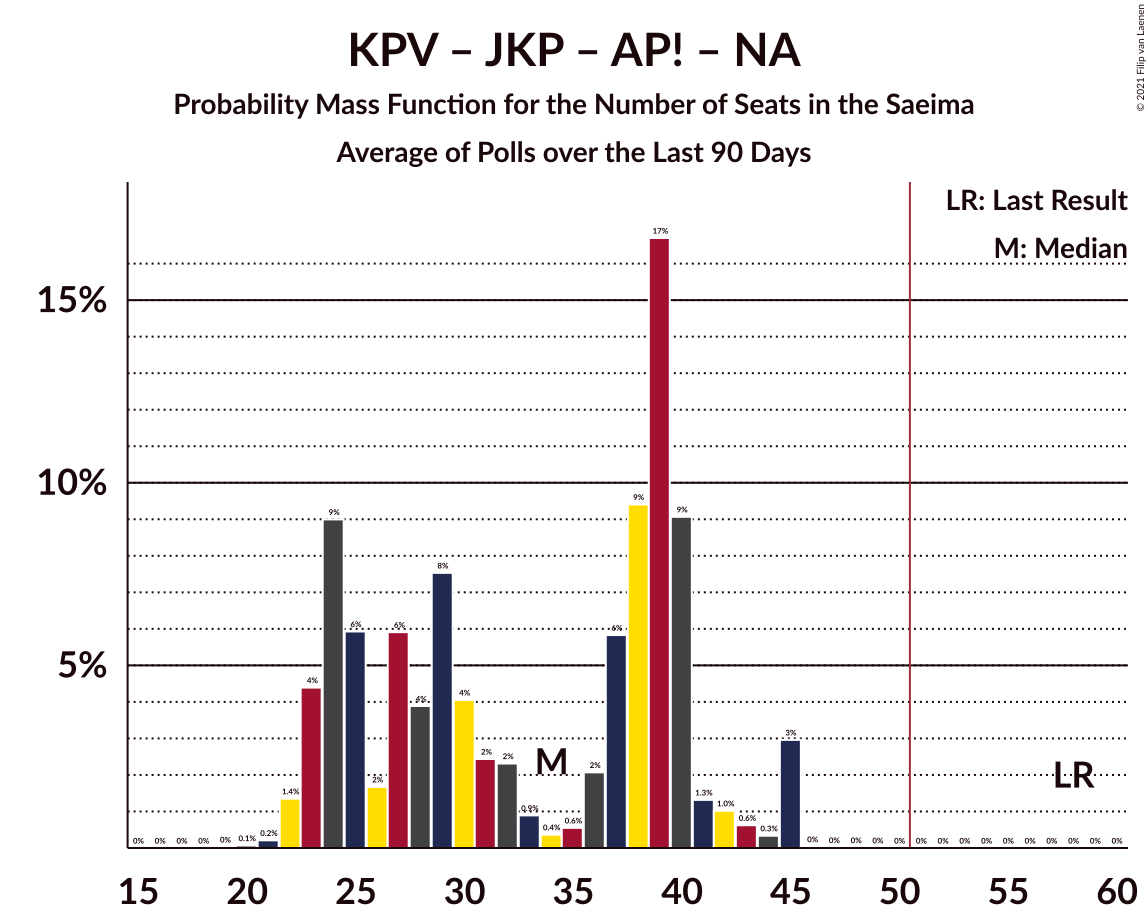 KPV – JKP – AP! – NA
Probability Mass Function for the Number of Seats in the Saeima
Average of Polls over the Last 90 Days
© 2021 Filip van Laenen
LR: Last Result
M: Median
15%
10%
5%
0% 0% 0% 0% 0% 0.1% 0.2% 1.4% 4% 9% 6% 2% 6% 4% 8% 4% 2% 2% 0.9% 0.4% 0.6% 2% 6% 9% 17% 9% 1.3% 1.0% 0.6% 0.3% 3% 0% 0% 0% 0% 0% 0% 0% 0% 0% 0% 0% 0% 0% 0% 0%
M
LR
15 20 25 30 35 40 45 50 55 60